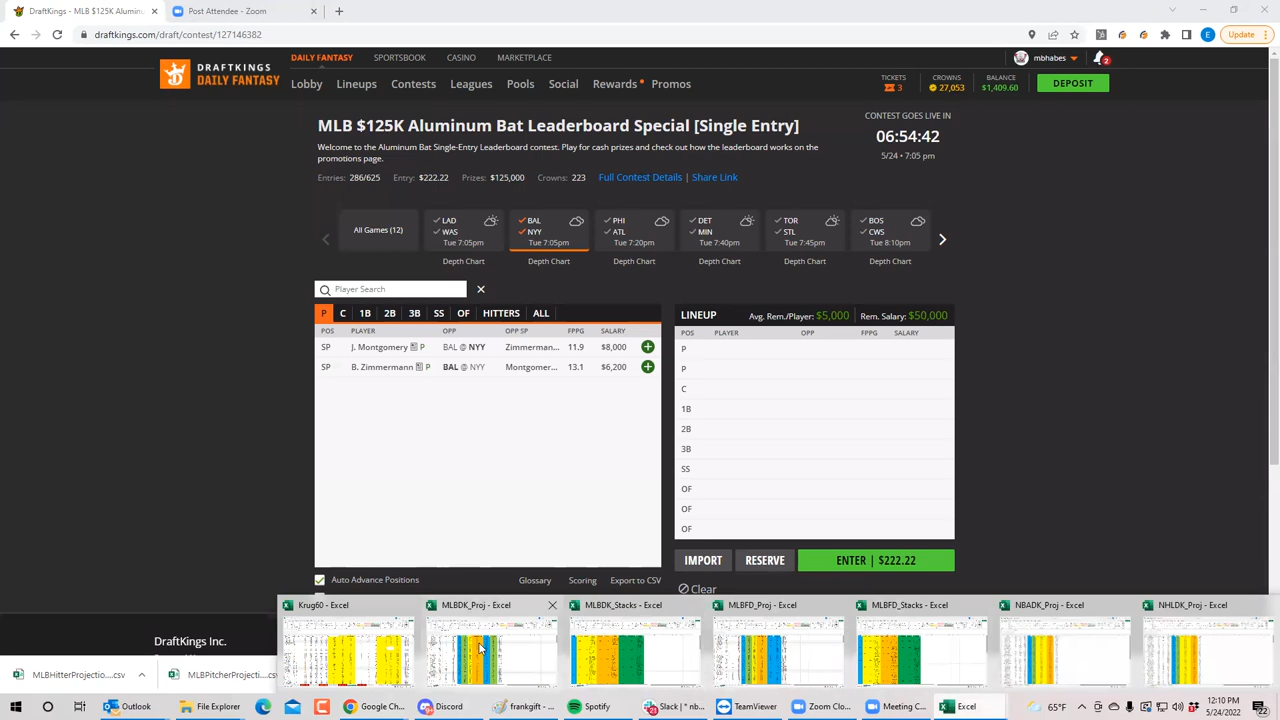 DraftKings - MLB $125K Aluminum
Post Attendee - Zoom
draftkings.com/draft/contest/127146382
E
Update
DRAFTKINGS
DAILY FANTASY
DAILY FANTASY SPORTSBOOK CASINO MARKETPLACE
mbhabes
2
Lobby Lineups Contests Leagues Pools Social Rewards Promos
TICKETS CROWNS BALANCE
3 27,053 $1,409.60
DEPOSIT
MLB $125K Aluminum Bat Leaderboard Special [Single Entry]
Welcome to the Aluminum Bat Single-Entry Leaderboard contest. Play for cash prizes and check out how the leaderboard works on the
promotions page.
Entries: 286/625 Entry: $222.22 Prizes: $125,000 Crowns: 223 Full Contest Details | Share Link
CONTEST GOES LIVE IN
06:54:42
5/24 • 7:05 pm
All Games (12)
LAD
WAS
Tue 7:05pm
Depth Chart
BAL
NYY
Tue 7:05pm
Depth Chart
PHI
ATL
Tue 7:20pm
Depth Chart
DET
MIN
Tue 7:40pm
Depth Chart
TOR
STL
Tue 7:45pm
Depth Chart
BOS
CWS
Tue 8:10pm
Depth Chart
Player Search
P C 1B 2B 3B SS OF HITTERS ALL
POS PLAYER OPP OPP SP FPPG SALARY
SP J. Montgomery P BAL @ NYY Zimmerman... 11.9 $8,000
SP B. Zimmermann P BAL @ NYY Montgomer... 13.1 $6,200
LINEUP Avg. Rem./Player: $5,000 Rem. Salary: $50,000
POS PLAYER OPP FPPG SALARY
P
P
C
1B
2B
3B
SS
OF
OF
OF
IMPORT RESERVE ENTER | $222.22
Auto Advance Positions Glossary Scoring Export to CSV
Clear
Krug60 - Excel
MLBDK_Proj - Excel
MLBDK_Stacks - Excel
MLBFD_Proj - Excel
MLBFD_Stacks - Excel
NBADK_Proj - Excel
NHLDK_Proj - Excel
DraftKings Inc.
MLBHitterProjectio....csv
MLBPitcherProjection....csv
Outlook
File Explorer
Google Ch...
Discord
frankgift - ...
Spotify
Slack | * nb...
TeamViewer
Zoom Clo...
Meeting C...
Excel
65°F
12:10 PM
5/24/2022
22